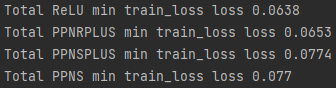 Total ReLU min train_loss loss 0.0638
Total PPNRPLUS min train_loss loss 0.0653
Total PPNSPLUS min train_loss loss 0.0774
Total PPNS min train_loss loss 0.077